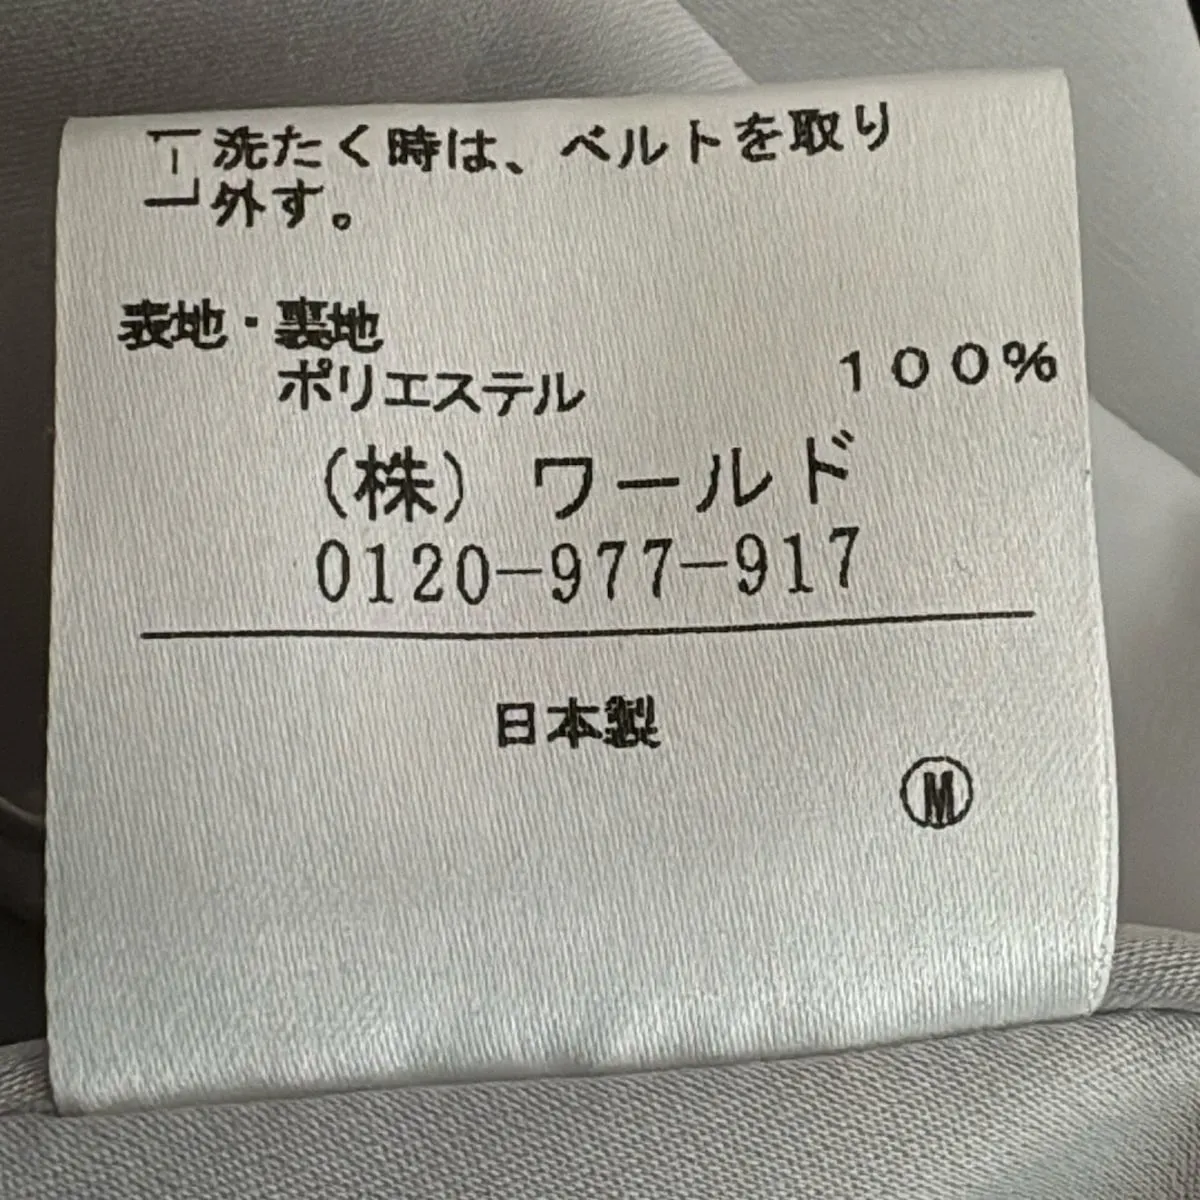 洗たく時は、ベルトを取り
外す。
表地・裏地
ポリエステル 100%
(株)ワールド
0120-977-917
日本製
Ⓜ